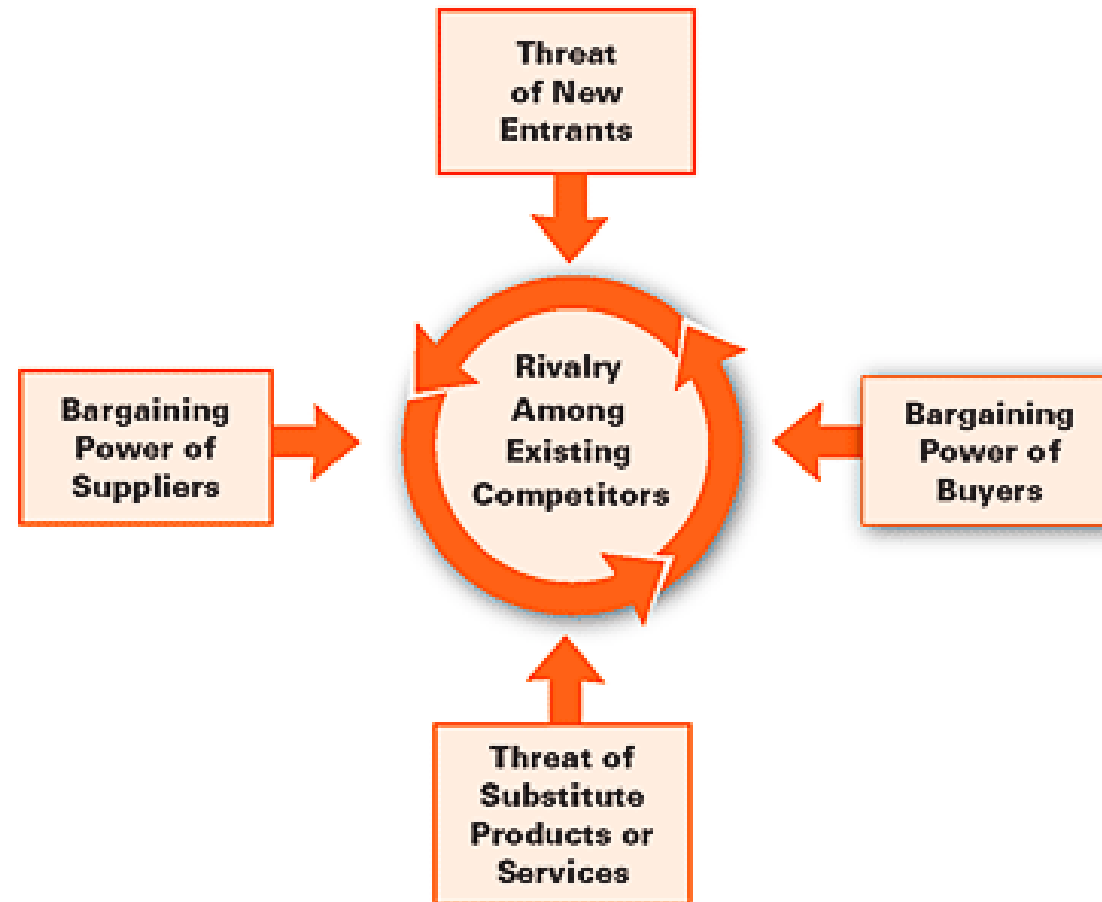 Threat
of New
Entrants
Rivalry
Among
Existing
Competitors
Bargaining
Power of
Suppliers
Bargaining
Power of
Buyers
Threat of
Substitute
Products or
Services